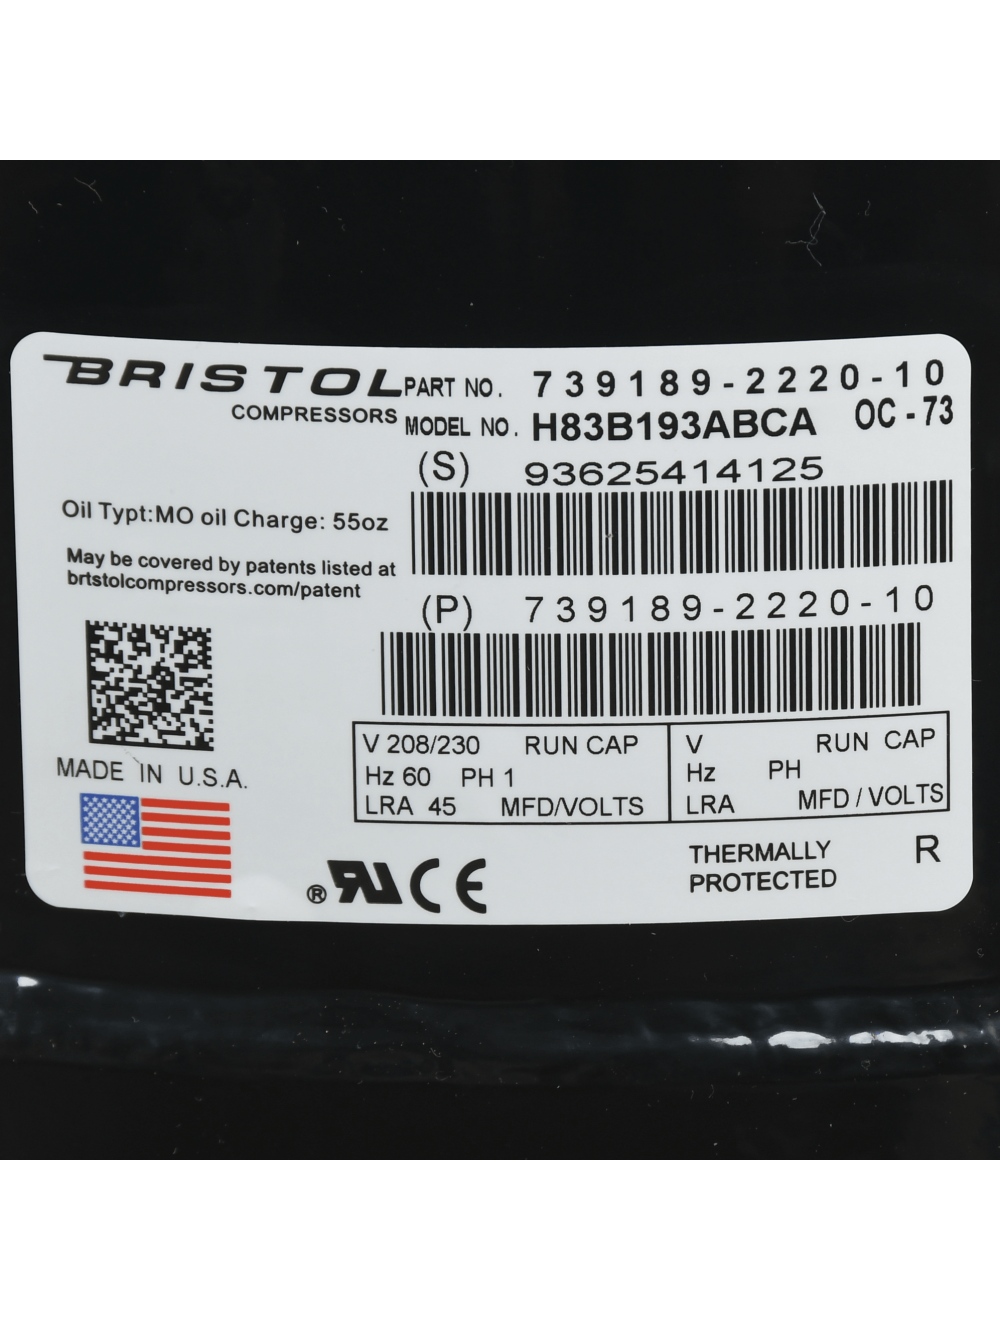 BRISTOL
COMPRESSORS
PART NO. 739189-2220-10
MODEL NO. H83B193ABCA OC-73
(S) 93625414125
Oil Typt:MO oil Charge: 55oz
May be covered by patents listed at
brtstolcompressors.com/patent
(P) 739189-2220-10
V 208/230 RUN CAP
Hz 60 PH 1
LRA 45 MFD/VOLTS
V RUN CAP
Hz PH
LRA MFD / VOLTS
MADE IN U.S.A.
® RU CE
THERMALLY
PROTECTED
R